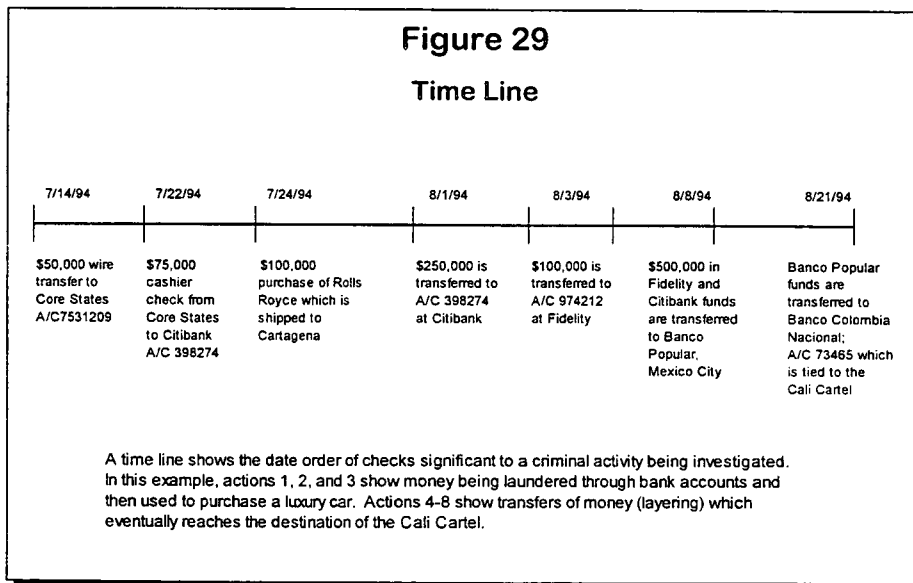 Figure 29
Time Line
7/14/94 7/22/94 7/24/94 8/1/94 8/3/94 8/8/94 8/21/94
$50,000 wire
transfer to
Core States
A/C7531209
$75,000
cashier
check from
Core States
to Citibank
A/C 398274
$100,000
purchase of Rolls
Royce which is
shipped to
Cartagena
$250,000 is
transferred to
A/C 398274
at Citibank
$100,000 is
transferred to
A/C 974212
at Fidelity
$500,000 in
Fidelity and
Citibank funds
are transferred
to Banco
Popular,
Mexico City
Banco Popular
funds are
transferred to
Banco Colombia
Nacional;
A/C 73465 which
is tied to the
Cali Cartel
A time line shows the date order of checks significant to a criminal activity being investigated.
In this example, actions 1, 2, and 3 show money being laundered through bank accounts and
then used to purchase a luxury car. Actions 4-8 show transfers of money (layering) which
eventually reaches the destination of the Cali Cartel.